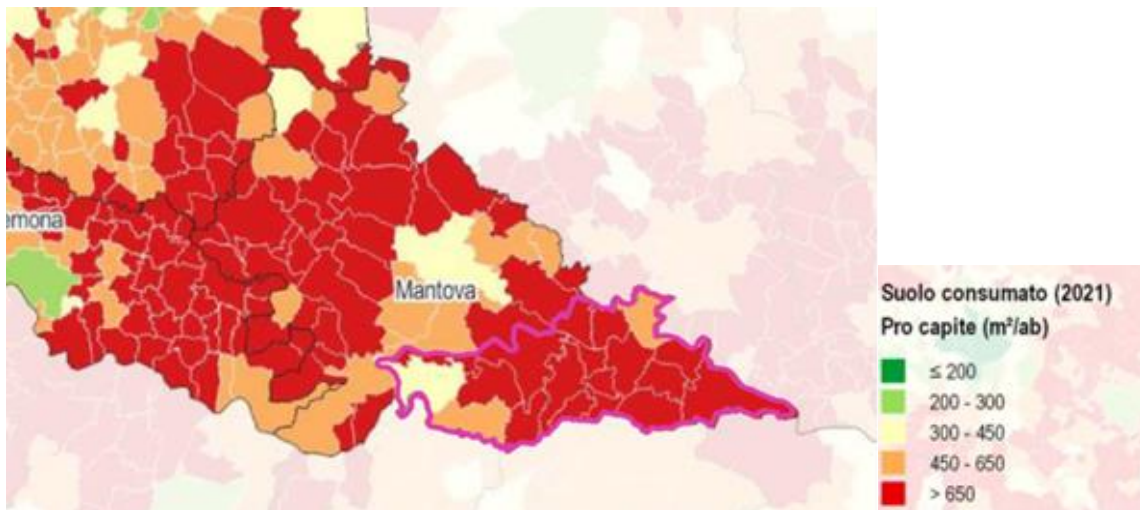 emona
Mantova
Suolo consumato (2021)
Pro capite (m²/ab)
≤ 200
200 - 300
300 - 450
450 - 650
> 650